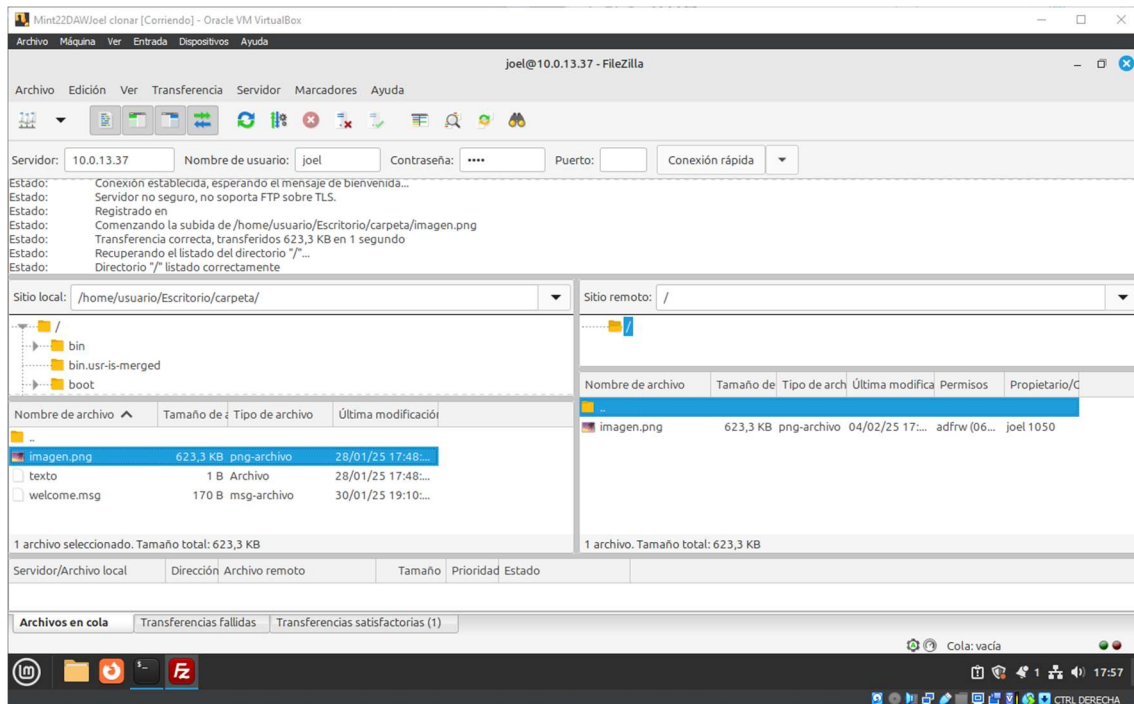 Mint22DAWJoel clonar [Corriendo] - Oracle VM VirtualBox
Archivo Máquina Ver Entrada Dispositivos Ayuda
joel@10.0.13.37 - FileZilla
Archivo Edición Ver Transferencia Servidor Marcadores Ayuda
Servidor: 10.0.13.37 Nombre de usuario: joel Contraseña: •••• Puerto: Conexión rápida
Estado: Conexión establecida, esperando el mensaje de bienvenida...
Estado: Servidor no seguro, no soporta FTP sobre TLS.
Estado: Registrado en
Estado: Comenzando la subida de /home/usuario/Escritorio/carpeta/imagen.png
Estado: Transferencia correcta, transferidos 623,3 KB en 1 segundo
Estado: Recuperando el listado del directorio "/"...
Estado: Directorio "/" listado correctamente
Sitio local: /home/usuario/Escritorio/carpeta/ Sitio remoto: /
/ /
bin
bin.usr-is-merged
boot
Nombre de archivo Tamaño de Tipo de arch Última modifica Permisos Propietario/G
Nombre de archivo Tamaño de a Tipo de archivo Última modificación
.. ..
imagen.png 623,3 KB png-archivo 28/01/25 17:48:... imagen.png 623,3 KB png-archivo 04/02/25 17:... adfrw (06... joel 1050
texto 1 B Archivo 28/01/25 17:48:...
welcome.msg 170 B msg-archivo 30/01/25 19:10:...
1 archivo seleccionado. Tamaño total: 623,3 KB 1 archivo. Tamaño total: 623,3 KB
Servidor/Archivo local Dirección Archivo remoto Tamaño Prioridad Estado
Archivos en cola Transferencias fallidas Transferencias satisfactorias (1)
Cola: vacía
1 17:57
CTRL DERECHA